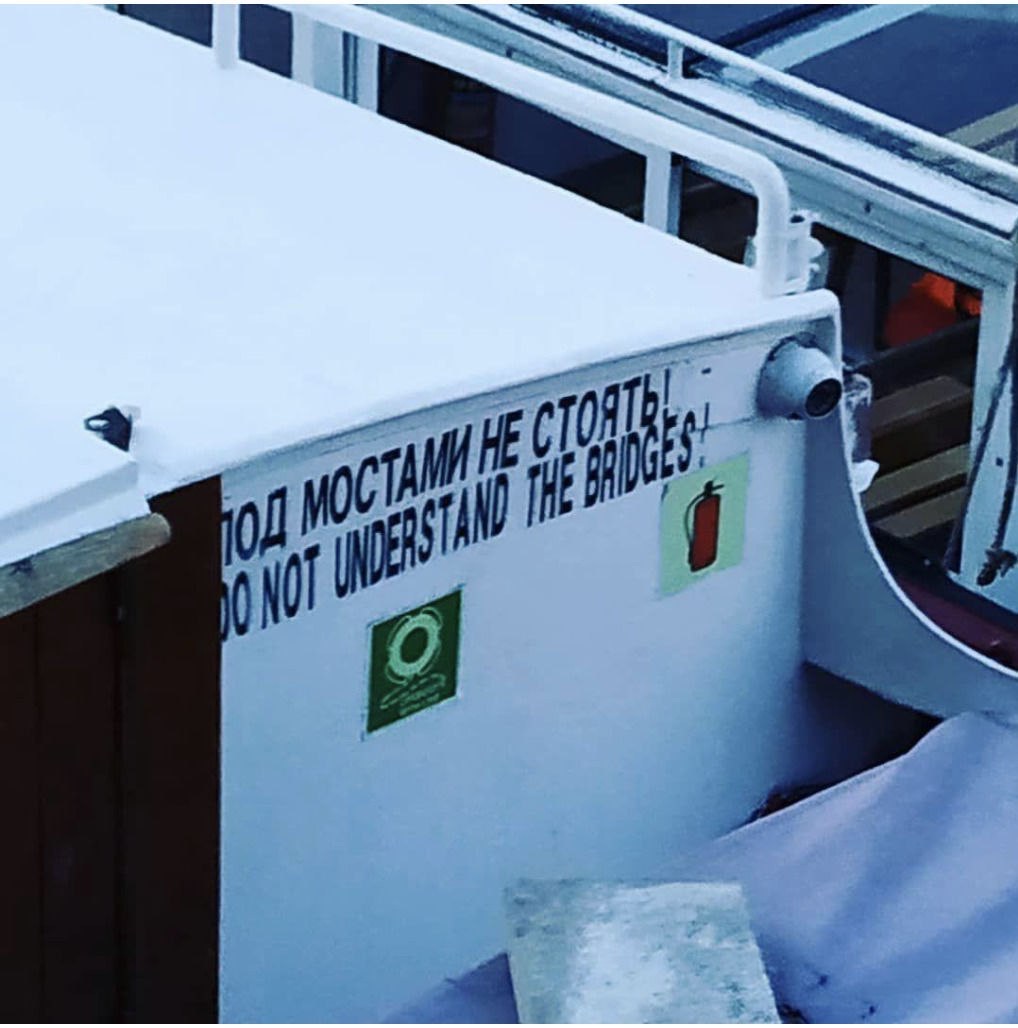 ПОД МОСТАМИ НЕ СТОЯТЬ!
DO NOT UNDERSTAND THE BRIDGES!